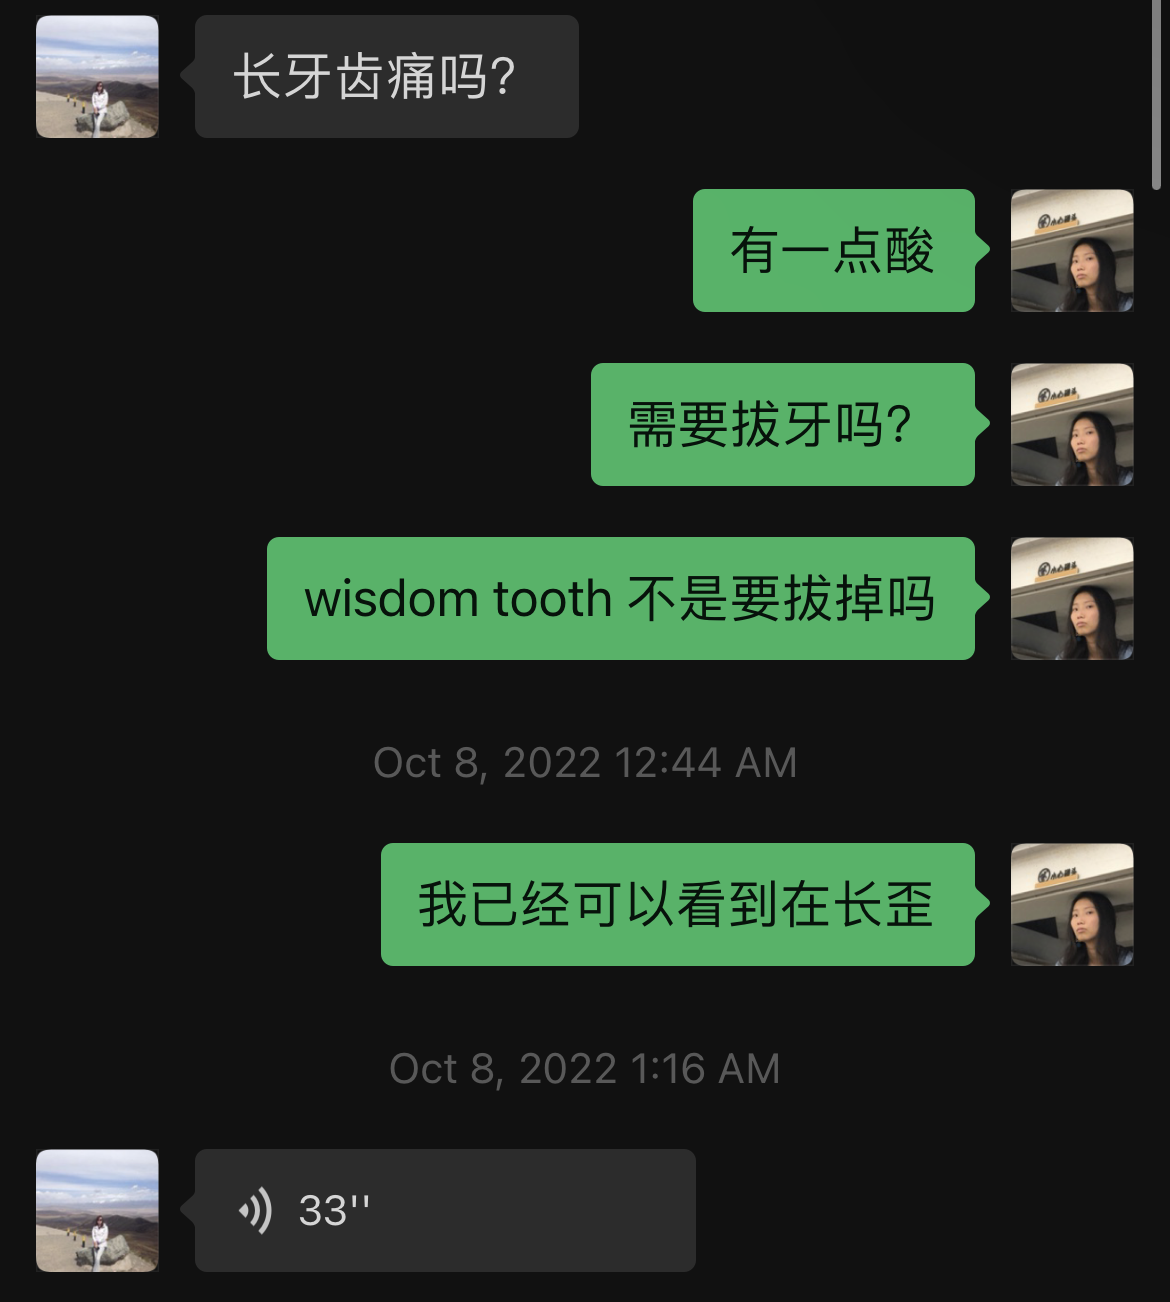 长牙齿痛吗?
有一点酸
需要拔牙吗?
wisdom tooth 不是要拔掉吗
Oct 8, 2022 12:44 AM
我已经可以看到在长歪
Oct 8, 2022 1:16 AM
33''